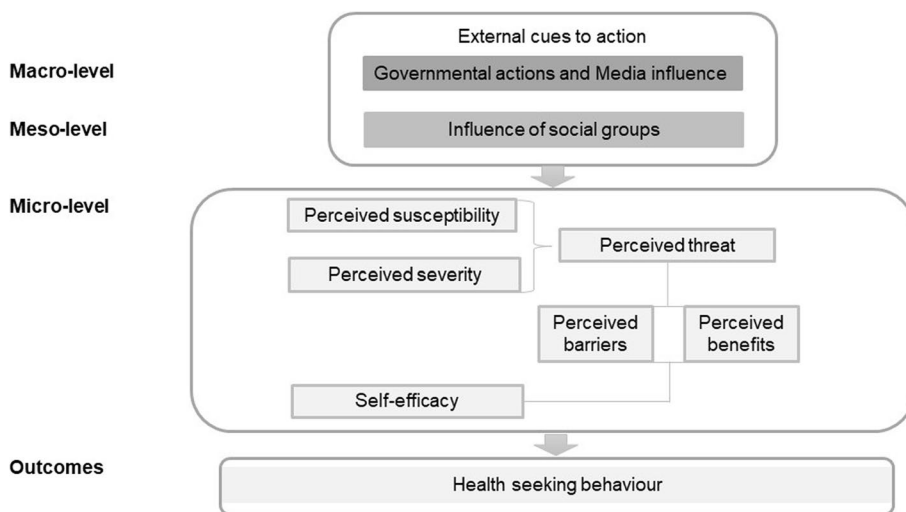 External cues to action
Macro-level
Governmental actions and Media influence
Meso-level
Influence of social groups
Micro-level
Perceived susceptibility
Perceived threat
Perceived severity
Perceived
barriers
Perceived
benefits
Self-efficacy
Outcomes
Health seeking behaviour